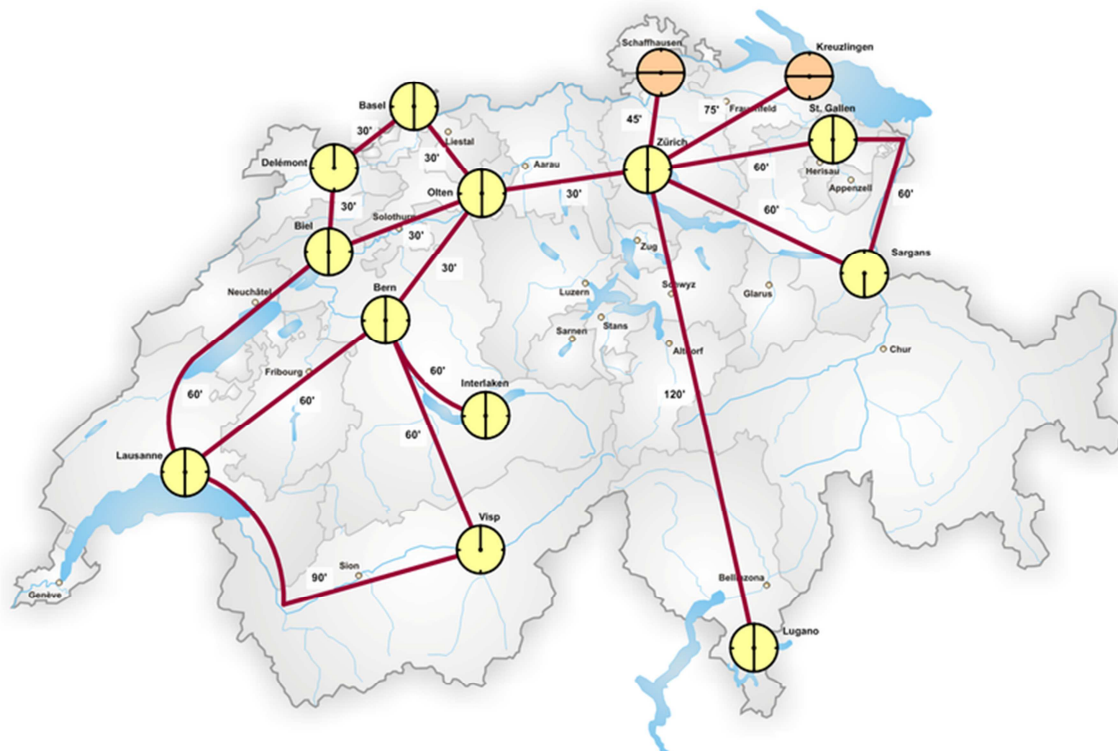 Schaffhausen
Kreuzlingen
Basel
45'
75'
Frauenfeld
St. Gallen
30'
Liestal
Zürich
Delémont
30'
Aarau
60'
Herisau
Appenzell
Olten
30'
60'
30'
60'
Solothurn
30'
Biel
Zug
Sargans
30'
Neuchâtel
Bern
Luzern
Schwyz
Glarus
Stans
Sarnen
Altdorf
Chur
Fribourg
60'
Interlaken
60'
60'
120'
60'
Lausanne
Visp
Sion
90'
Bellinzona
Genève
Lugano